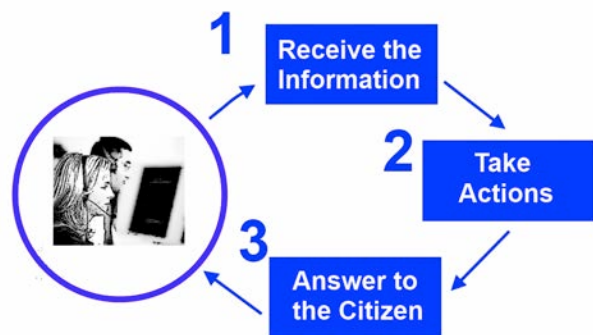 1
Receive the
Information
2
Take
Actions
3
Answer to
the Citizen